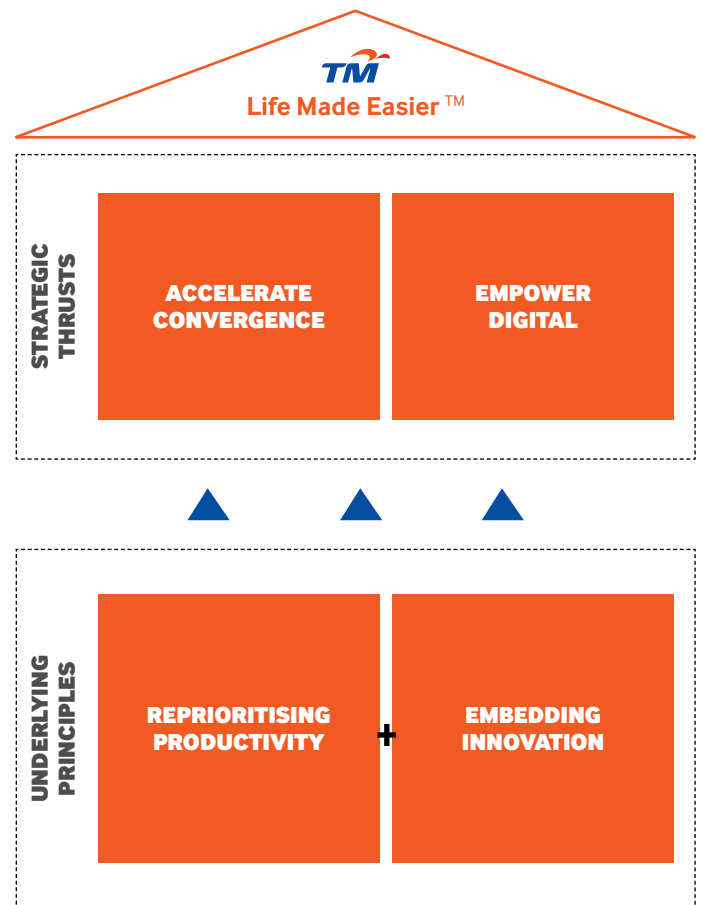 TM
Life Made Easier TM
STRATEGIC
THRUSTS
ACCELERATE
CONVERGENCE
EMPOWER
DIGITAL
UNDERLYING
PRINCIPLES
REPRIORITISING
PRODUCTIVITY
+
EMBEDDING
INNOVATION